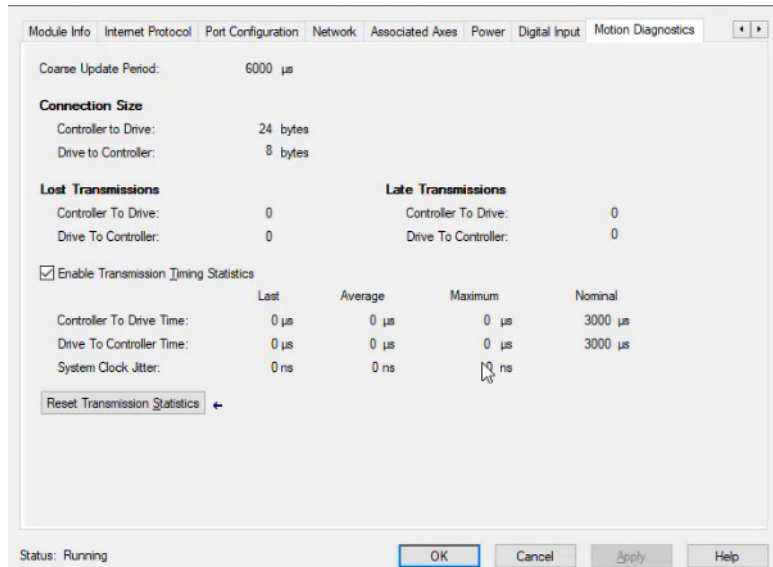 Module Info Internet Protocol Port Configuration Network Associated Axes Power Digital Input Motion Diagnostics
Coarse Update Period: 6000 µs
Connection Size
Controller to Drive: 24 bytes
Drive to Controller: 8 bytes
Lost Transmissions Late Transmissions
Controller To Drive: 0 Controller To Drive: 0
Drive To Controller: 0 Drive To Controller: 0
Enable Transmission Timing Statistics
Last Average Maximum Nominal
Controller To Drive Time: 0 µs 0 µs 0 µs 3000 µs
Drive To Controller Time: 0 µs 0 µs 0 µs 3000 µs
System Clock Jitter: 0 ns 0 ns ns
Reset Transmission Statistics
Status: Running OK Cancel Apply Help